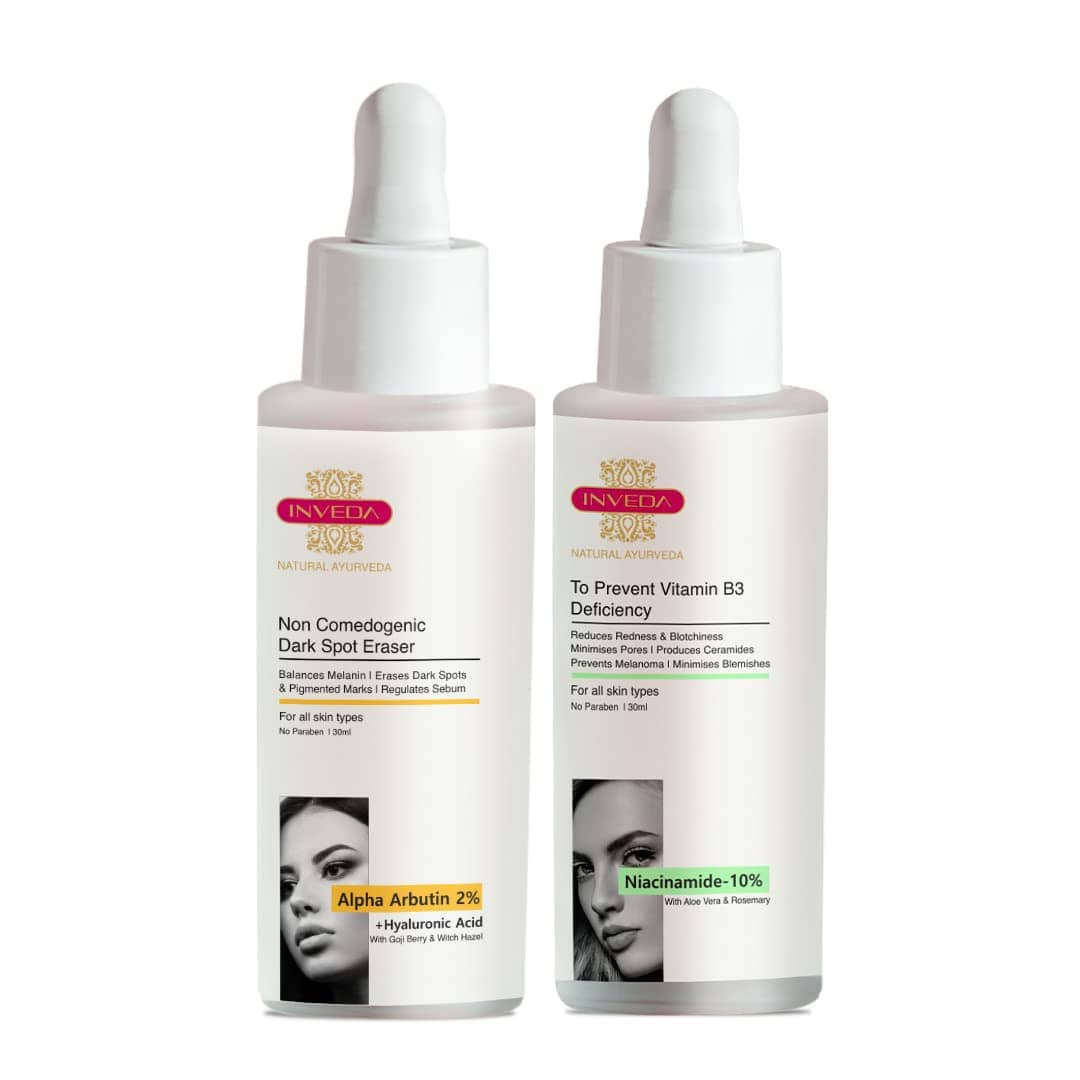 INVEDA
NATURAL AYURVEDA
Non Comedogenic
Dark Spot Eraser
Balances Melanin | Erases Dark Spots
& Pigmented Marks | Regulates Sebum
For all skin types
No Paraben | 30ml
Alpha Arbutin 2%
+Hyaluronic Acid
With Goji Berry & Witch Hazel
INVEDA
NATURAL AYURVEDA
To Prevent Vitamin B3
Deficiency
Reduces Redness & Blotchiness
Minimises Pores | Produces Ceramides
Prevents Melanoma | Minimises Blemishes
For all skin types
No Paraben | 30ml
Niacinamide-10%
With Aloe Vera & Rosemary